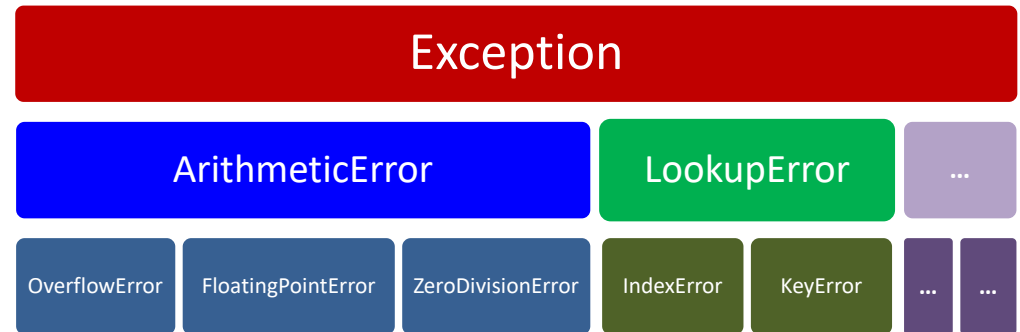 Exception
ArithmeticError LookupError ...
OverflowError FloatingPointError ZeroDivisionError IndexError KeyError ... ...